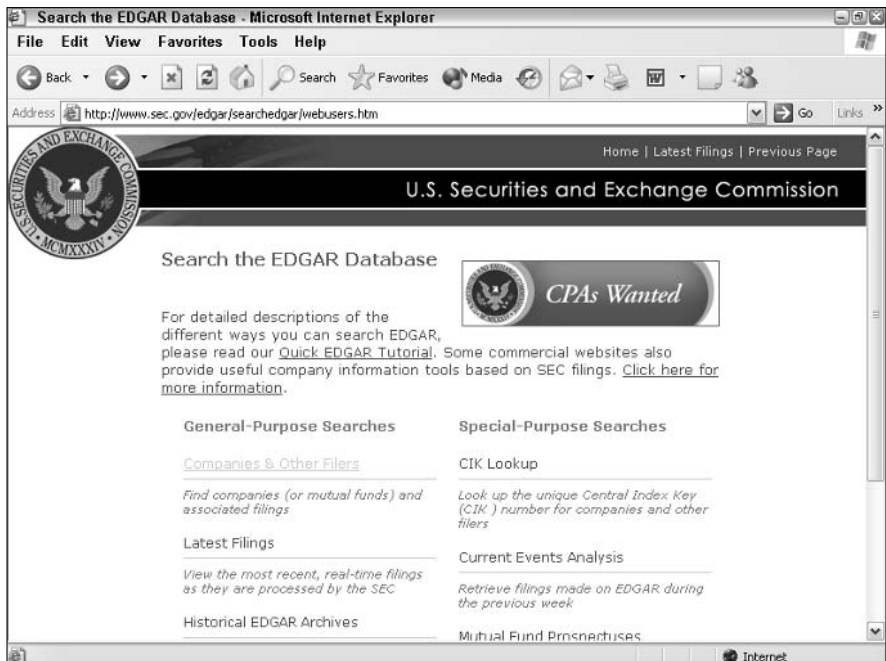 Search the EDGAR Database - Microsoft Internet Explorer
File Edit View Favorites Tools Help
Back Search Favorites Media
Address http://www.sec.gov/edgar/searchedgar/webusers.htm Go Links »
Home | Latest Filings | Previous Page
U.S. Securities and Exchange Commission
U.S. SECURITIES AND EXCHANGE COMMISSION
MCMXXXIV
Search the EDGAR Database
CPAs Wanted
For detailed descriptions of the
different ways you can search EDGAR,
please read our Quick EDGAR Tutorial. Some commercial websites also
provide useful company information tools based on SEC filings. Click here for
more information.
General-Purpose Searches
Companies & Other Filers
Find companies (or mutual funds) and
associated filings
Latest Filings
View the most recent, real-time filings
as they are processed by the SEC
Historical EDGAR Archives
Special-Purpose Searches
CIK Lookup
Look up the unique Central Index Key
(CIK ) number for companies and other
filers
Current Events Analysis
Retrieve filings made on EDGAR during
the previous week
Mutual Fund Prospectuses
Internet